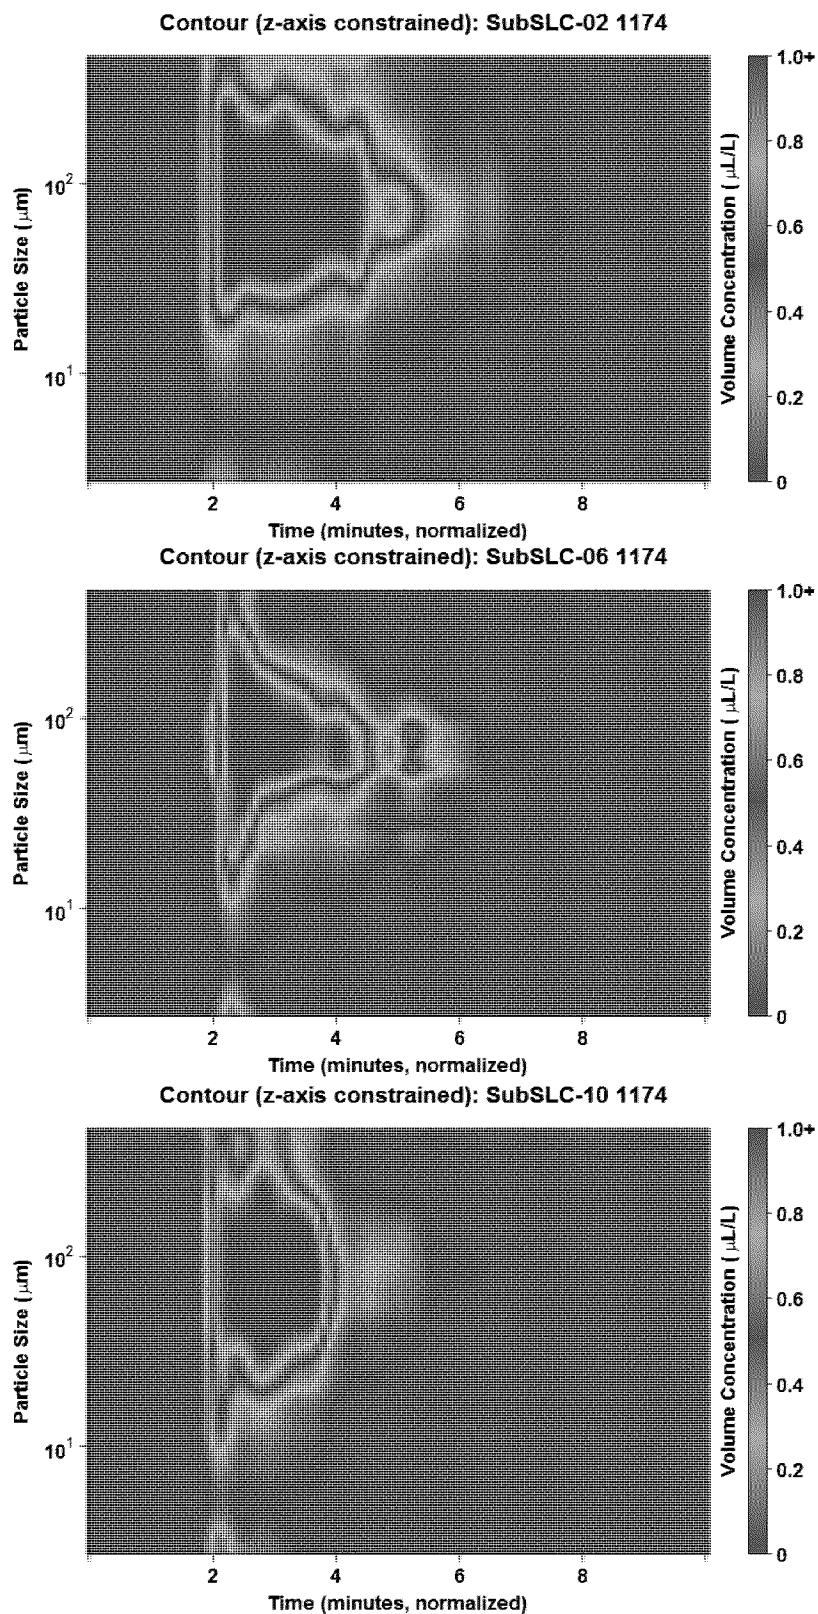 Contour (z-axis constrained): SubSLC-02 1174
Particle Size (μm)
10²
10¹
2 4 6 8
Time (minutes, normalized)
Volume Concentration ( μL/L)
1.0+
0.8
0.6
0.4
0.2
0
Contour (z-axis constrained): SubSLC-06 1174
Particle Size (μm)
10²
10¹
2 4 6 8
Time (minutes, normalized)
Volume Concentration ( μL/L)
1.0+
0.8
0.6
0.4
0.2
0
Contour (z-axis constrained): SubSLC-10 1174
Particle Size (μm)
10²
10¹
2 4 6 8
Time (minutes, normalized)
Volume Concentration ( μL/L)
1.0+
0.8
0.6
0.4
0.2
0